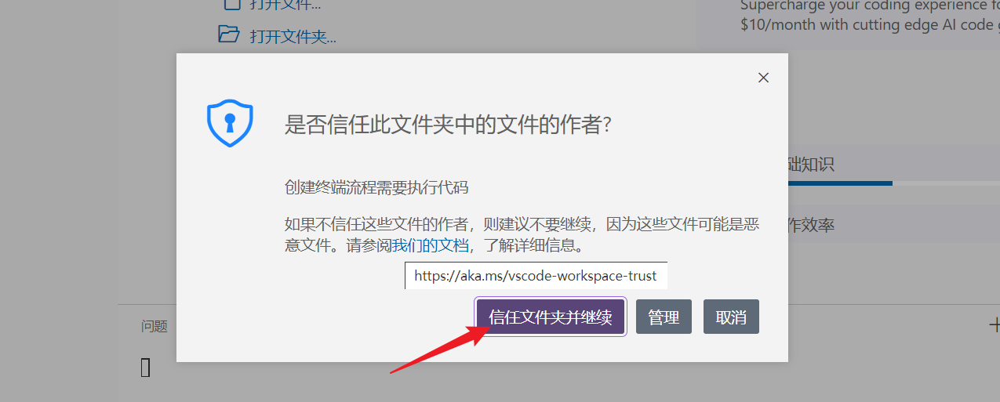 打开文件...
打开文件夹...
Supercharge your coding experience fo
$10/month with cutting edge AI code g
是否信任此文件夹中的文件的作者?
创建终端流程需要执行代码
如果不信任这些文件的作者，则建议不要继续，因为这些文件可能是恶
意文件。请参阅我们的文档，了解详细信息。
https://aka.ms/vscode-workspace-trust
信任文件夹并继续
管理
取消
础知识
作效率
问题